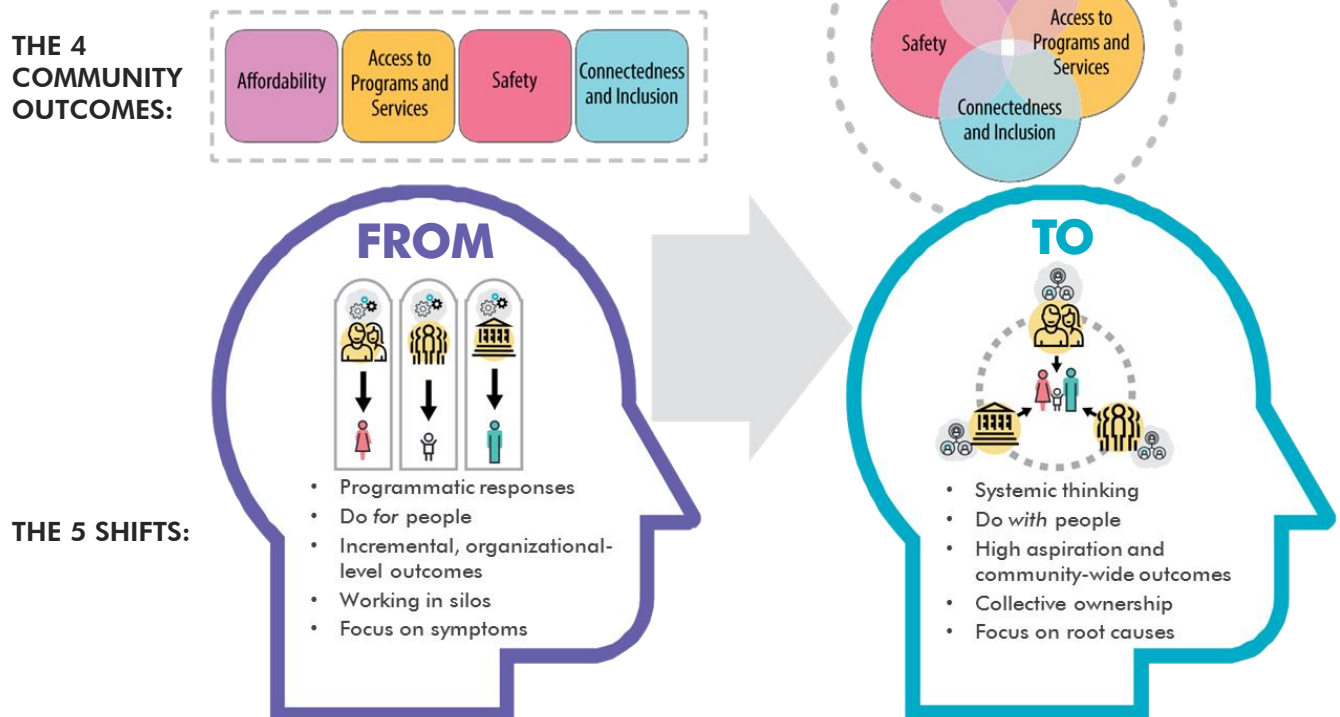 THE 4
COMMUNITY
OUTCOMES:
Affordability
Access to
Programs and
Services
Safety
Connectedness
and Inclusion
Safety
Access to
Programs and
Services
Connectedness
and Inclusion
FROM
TO
THE 5 SHIFTS:
• Programmatic responses
• Do for people
• Incremental, organizational-
level outcomes
• Working in silos
• Focus on symptoms
• Systemic thinking
• Do with people
• High aspiration and
community-wide outcomes
• Collective ownership
• Focus on root causes